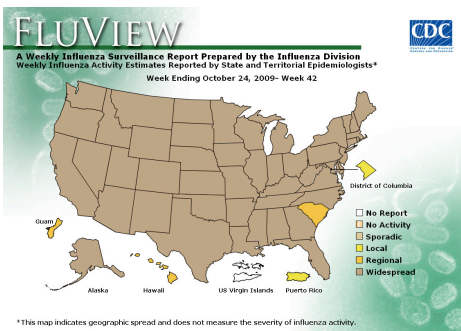 FLUVIEW
CDC
A Weekly Influenza Surveillance Report Prepared by the Influenza Division
Weekly Influenza Activity Estimates Reported by State and Territorial Epidemiologists*
Week Ending October 24, 2009- Week 42
District of Columbia
No Report
No Activity
Sporadic
Local
Regional
Widespread
Guam
Alaska
Hawaii
US Virgin Islands
Puerto Rico
*This map indicates geographic spread and does not measure the severity of influenza activity.